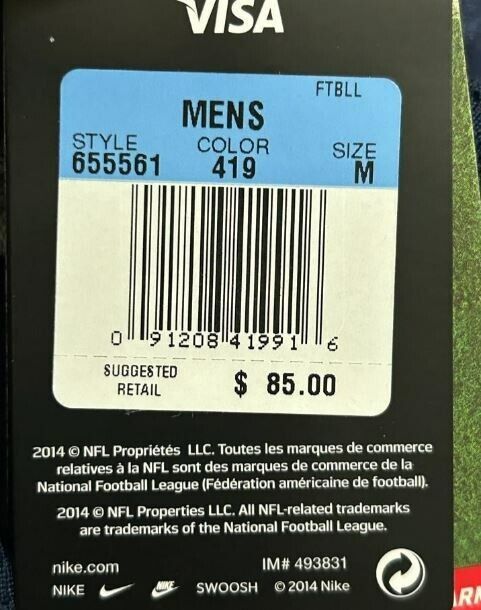 VISA
FTBLL
MENS
STYLE COLOR SIZE
655561 419 M
0 91208 41991 6
SUGGESTED
RETAIL $ 85.00
2014 © NFL Propriétés LLC. Toutes les marques de commerce
relatives à la NFL sont des marques de commerce de la
National Football League (Fédération américaine de football).
2014 © NFL Properties LLC. All NFL-related trademarks
are trademarks of the National Football League.
nike.com IM# 493831
NIKE NIKE SWOOSH © 2014 Nike